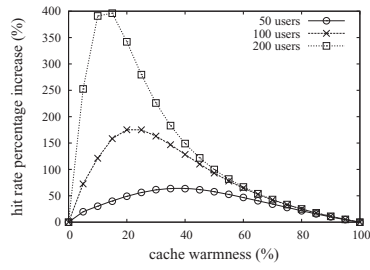 hit rate percentage increase (%)
400
350
300
250
200
150
100
50
0
50 users
100 users
200 users
0 20 40 60 80 100
cache warmness (%)